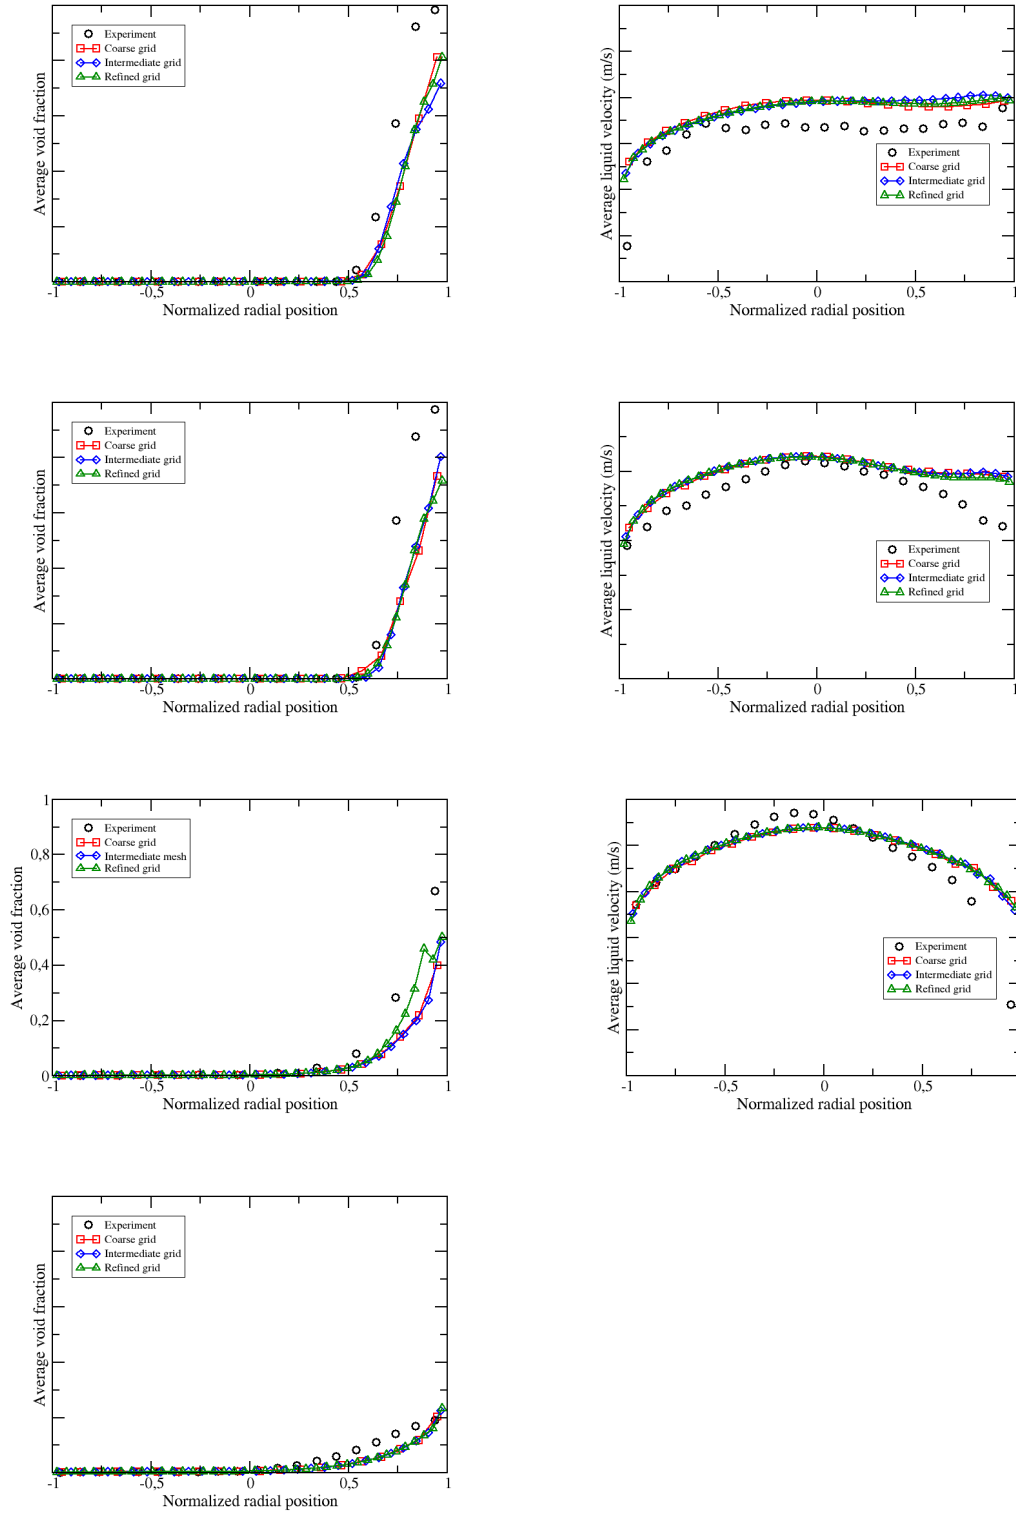 Experiment
Coarse grid
Intermediate grid
Refined grid
Average void fraction
-1 -0,5 0 0,5 1
Normalized radial position
Experiment
Coarse grid
Intermediate grid
Refined grid
Average liquid velocity (m/s)
-1 -0,5 0 0,5 1
Normalized radial position
Experiment
Coarse grid
Intermediate grid
Refined grid
Average void fraction
-1 -0,5 0 0,5 1
Normalized radial position
Experiment
Coarse grid
Intermediate grid
Refined grid
Average liquid velocity (m/s)
-1 -0,5 0 0,5 1
Normalized radial position
1
0,8
0,6
0,4
0,2
0
Experiment
Coarse grid
Intermediate mesh
Refined grid
Average void fraction
-1 -0,5 0 0,5 1
Normalized radial position
Experiment
Coarse grid
Intermediate grid
Refined grid
Average liquid velocity (m/s)
-1 -0,5 0 0,5
Normalized radial position
Experiment
Coarse grid
Intermediate grid
Refined grid
Average void fraction
-1 -0,5 0 0,5 1
Normalized radial position